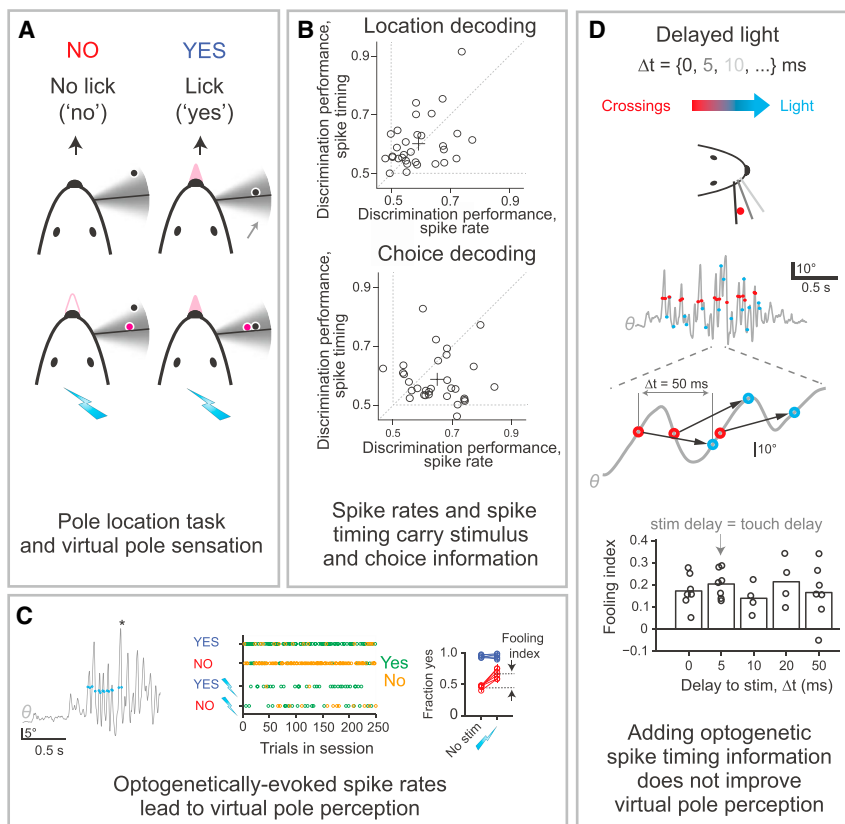 A
NO
YES
No lick
('no')
Lick
('yes')
Pole location task
and virtual pole sensation
B
Location decoding
Discrimination performance,
spike timing
0.9
0.7
0.5
0.5
0.7
0.9
Discrimination performance,
spike rate
Choice decoding
Discrimination performance,
spike timing
0.9
0.7
0.5
0.5
0.7
0.9
Discrimination performance,
spike rate
Spike rates and spike
timing carry stimulus
and choice information
C
*
θ
5°
0.5 s
YES
NO
YES
NO
Yes
No
0
50
100
150
200
250
Trials in session
Fooling
index
Fraction yes
1.0
0.5
0
No stim
Optogenetically-evoked spike rates
lead to virtual pole perception
D
Delayed light
Δt = {0, 5, 10, ...} ms
Crossings
Light
10°
0.5 s
θ
Δt = 50 ms
10°
θ
stim delay = touch delay
Fooling index
0.4
0.3
0.2
0.1
0
−0.1
0
5
10
20
50
Delay to stim, Δt (ms)
Adding optogenetic
spike timing information
does not improve
virtual pole perception